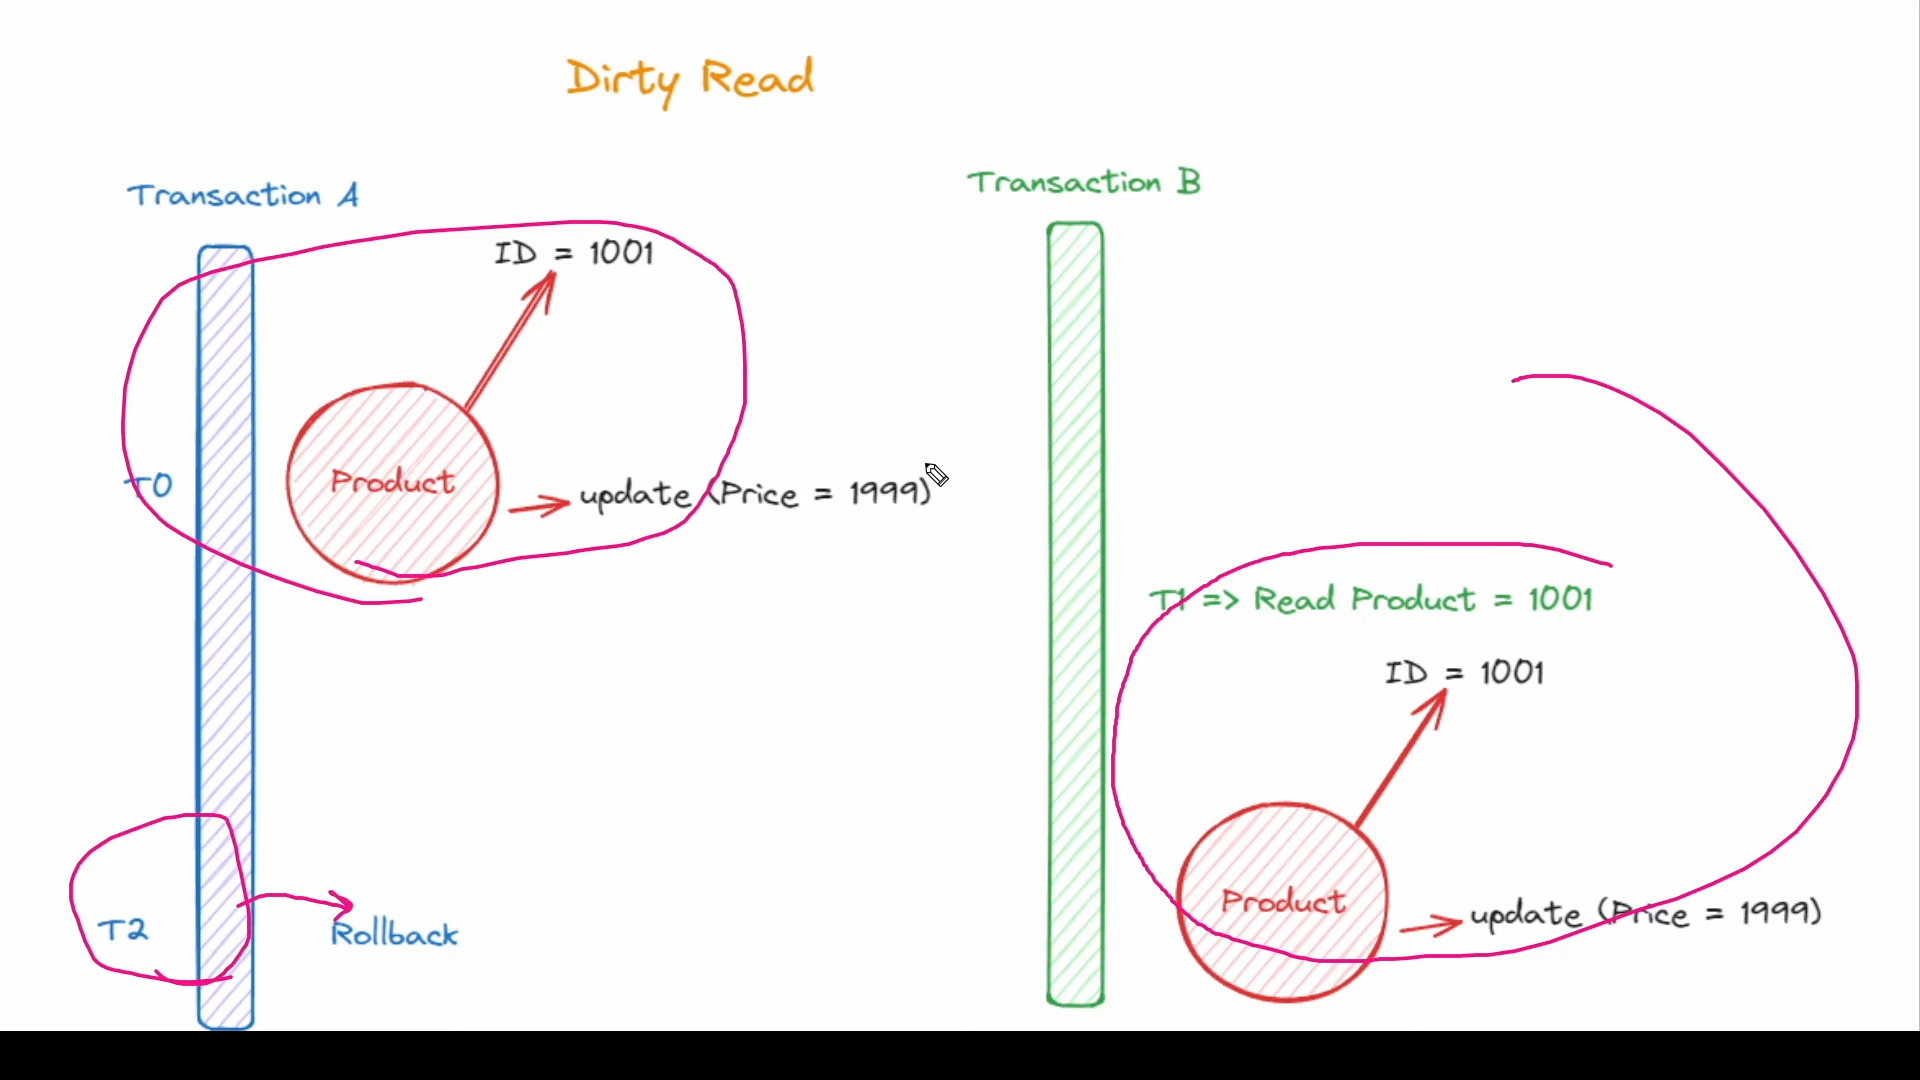 Dirty Read
Transaction A
ID = 1001
T0
Product
update (Price = 1999)
T2
Rollback
Transaction B
T1 => Read Product = 1001
ID = 1001
Product
update (Price = 1999)